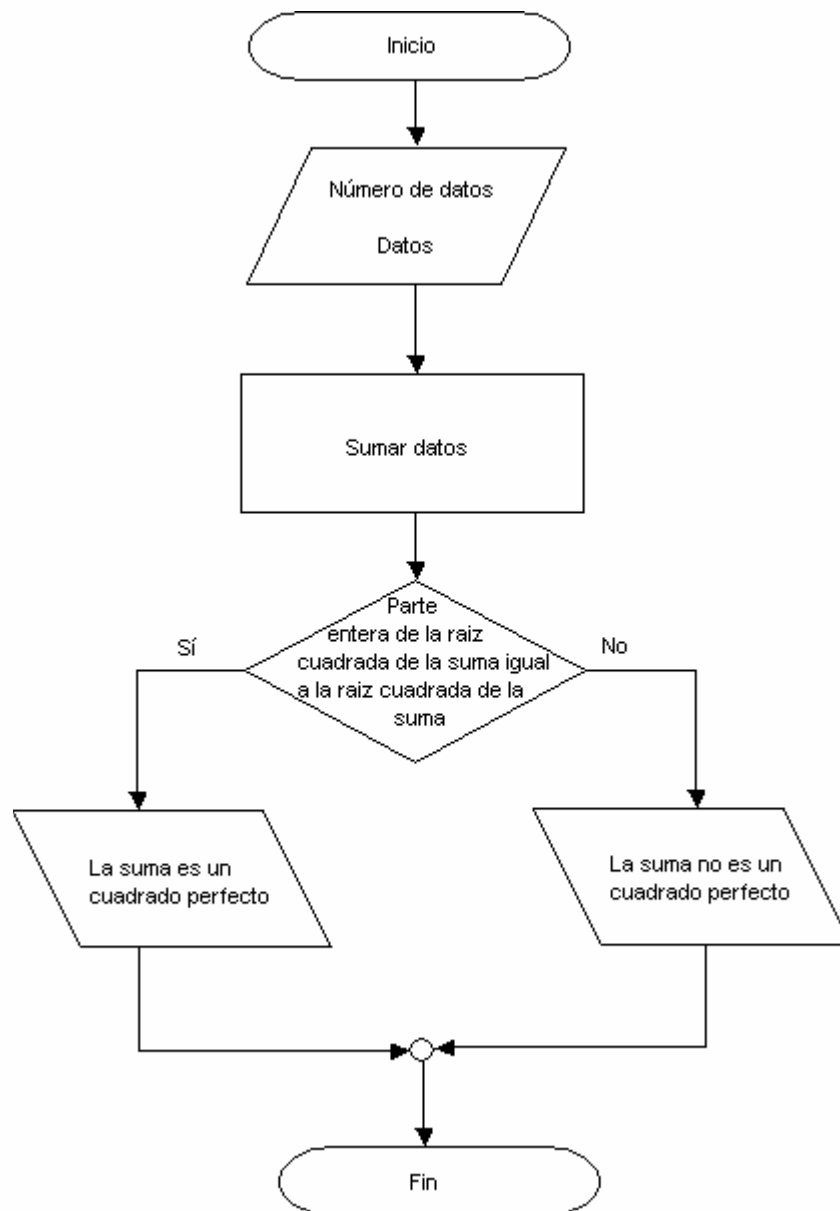 Inicio
Número de datos
Datos
Sumar datos
Parte
entera de la raiz
cuadrada de la suma igual
a la raiz cuadrada de la
suma
Sí
No
La suma es un
cuadrado perfecto
La suma no es un
cuadrado perfecto
Fin